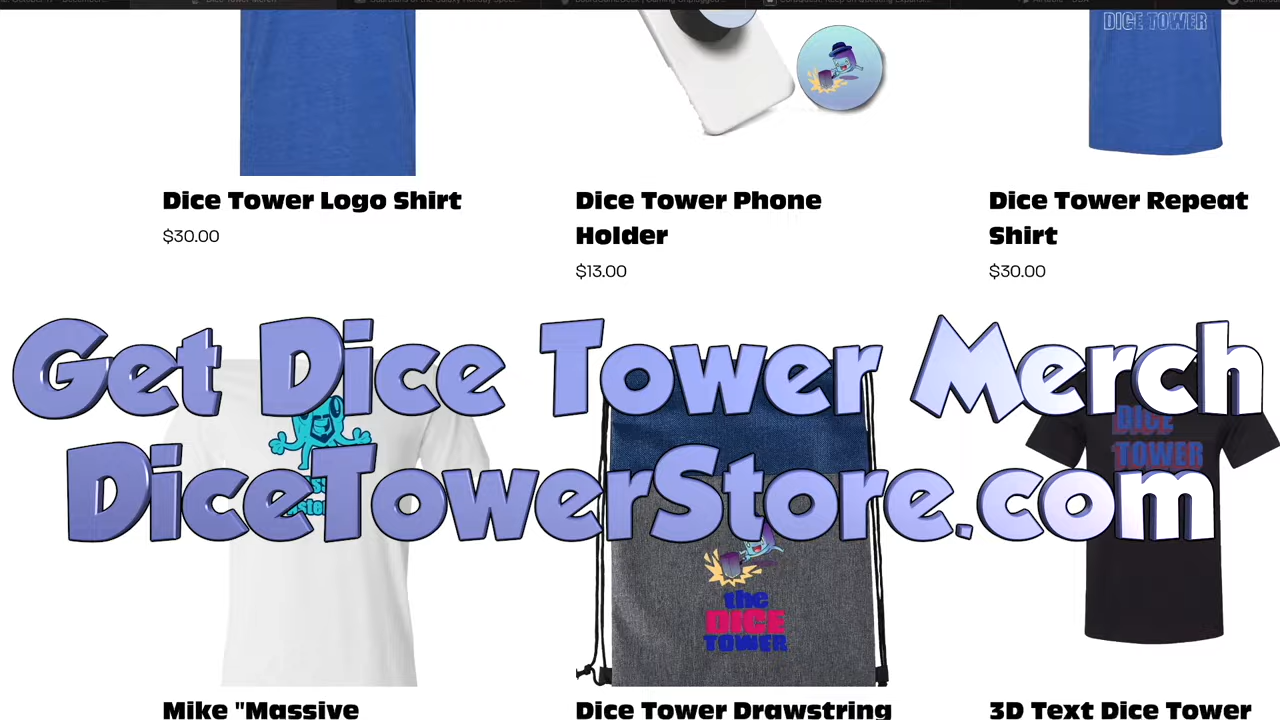 DICE TOWER
Dice Tower Logo Shirt
$30.00
Dice Tower Phone
Holder
$13.00
Dice Tower Repeat
Shirt
$30.00
Get Dice Tower Merch
DiceTowerStore.com
DICE
TOWER
the
DICE
TOWER
Mike "Massive
Dice Tower Drawstring
3D Text Dice Tower